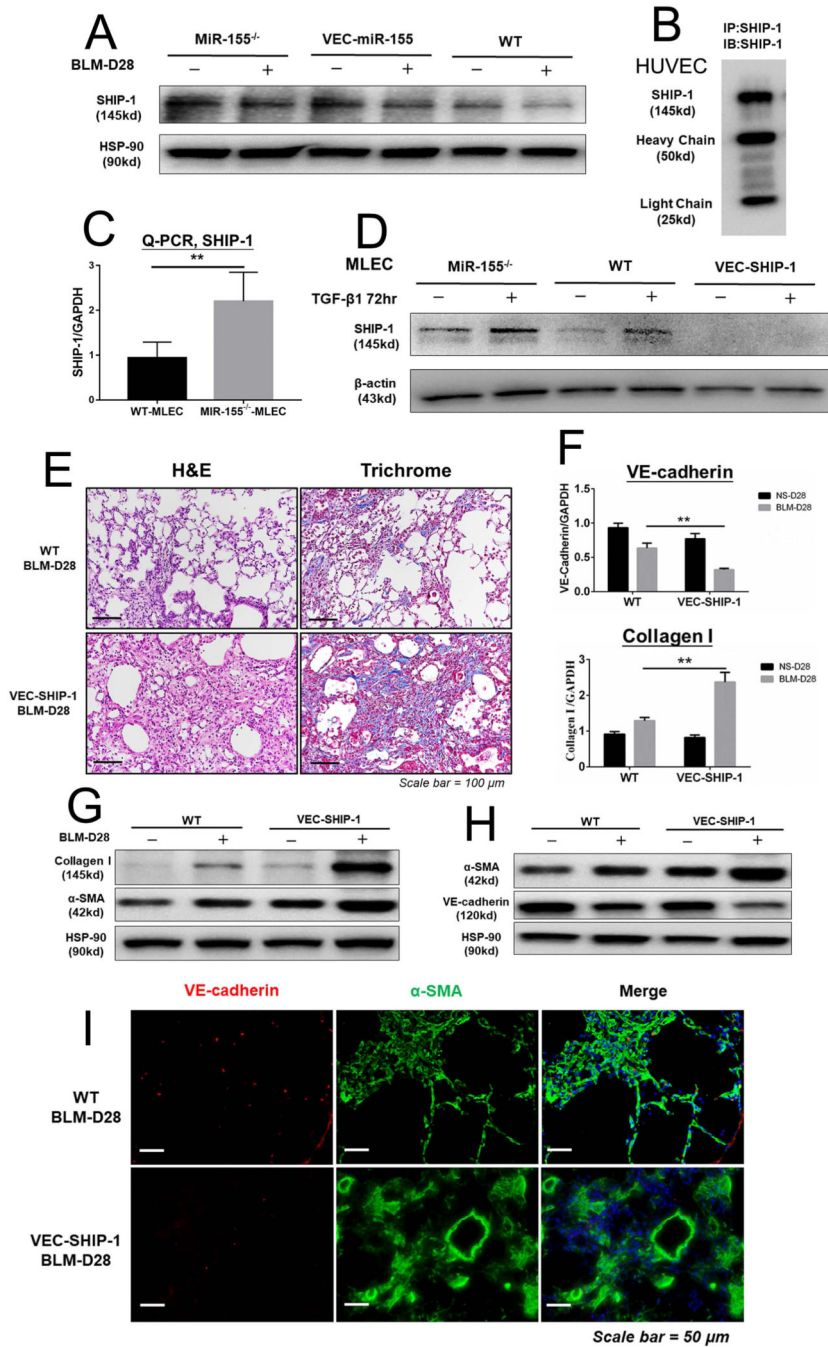 A
MiR-155-/- VEC-miR-155 WT
BLM-D28 − + − + − +
SHIP-1
(145kd)
HSP-90
(90kd)
B
IP:SHIP-1
IB:SHIP-1
HUVEC
SHIP-1
(145kd)
Heavy Chain
(50kd)
Light Chain
(25kd)
C
Q-PCR, SHIP-1
**
SHIP-1/GAPDH
3
2
1
0
WT-MLEC MIR-155-/--MLEC
D
MLEC MiR-155-/- WT VEC-SHIP-1
TGF-β1 72hr − + − + − +
SHIP-1
(145kd)
β-actin
(43kd)
E
H&E Trichrome
WT
BLM-D28
VEC-SHIP-1
BLM-D28
Scale bar = 100 μm
F
VE-cadherin
NS-D28
BLM-D28
**
VE-Cadherin/GAPDH
1.5
1.0
0.5
0.0
WT VEC-SHIP-1
Collagen I
NS-D28
BLM-D28
**
Collagen I /GAPDH
3
2
1
0
WT VEC-SHIP-1
G
WT VEC-SHIP-1
BLM-D28 − + − +
Collagen I
(145kd)
α-SMA
(42kd)
HSP-90
(90kd)
H
WT VEC-SHIP-1
− + − +
α-SMA
(42kd)
VE-cadherin
(120kd)
HSP-90
(90kd)
I
VE-cadherin α-SMA Merge
WT
BLM-D28
VEC-SHIP-1
BLM-D28
Scale bar = 50 μm